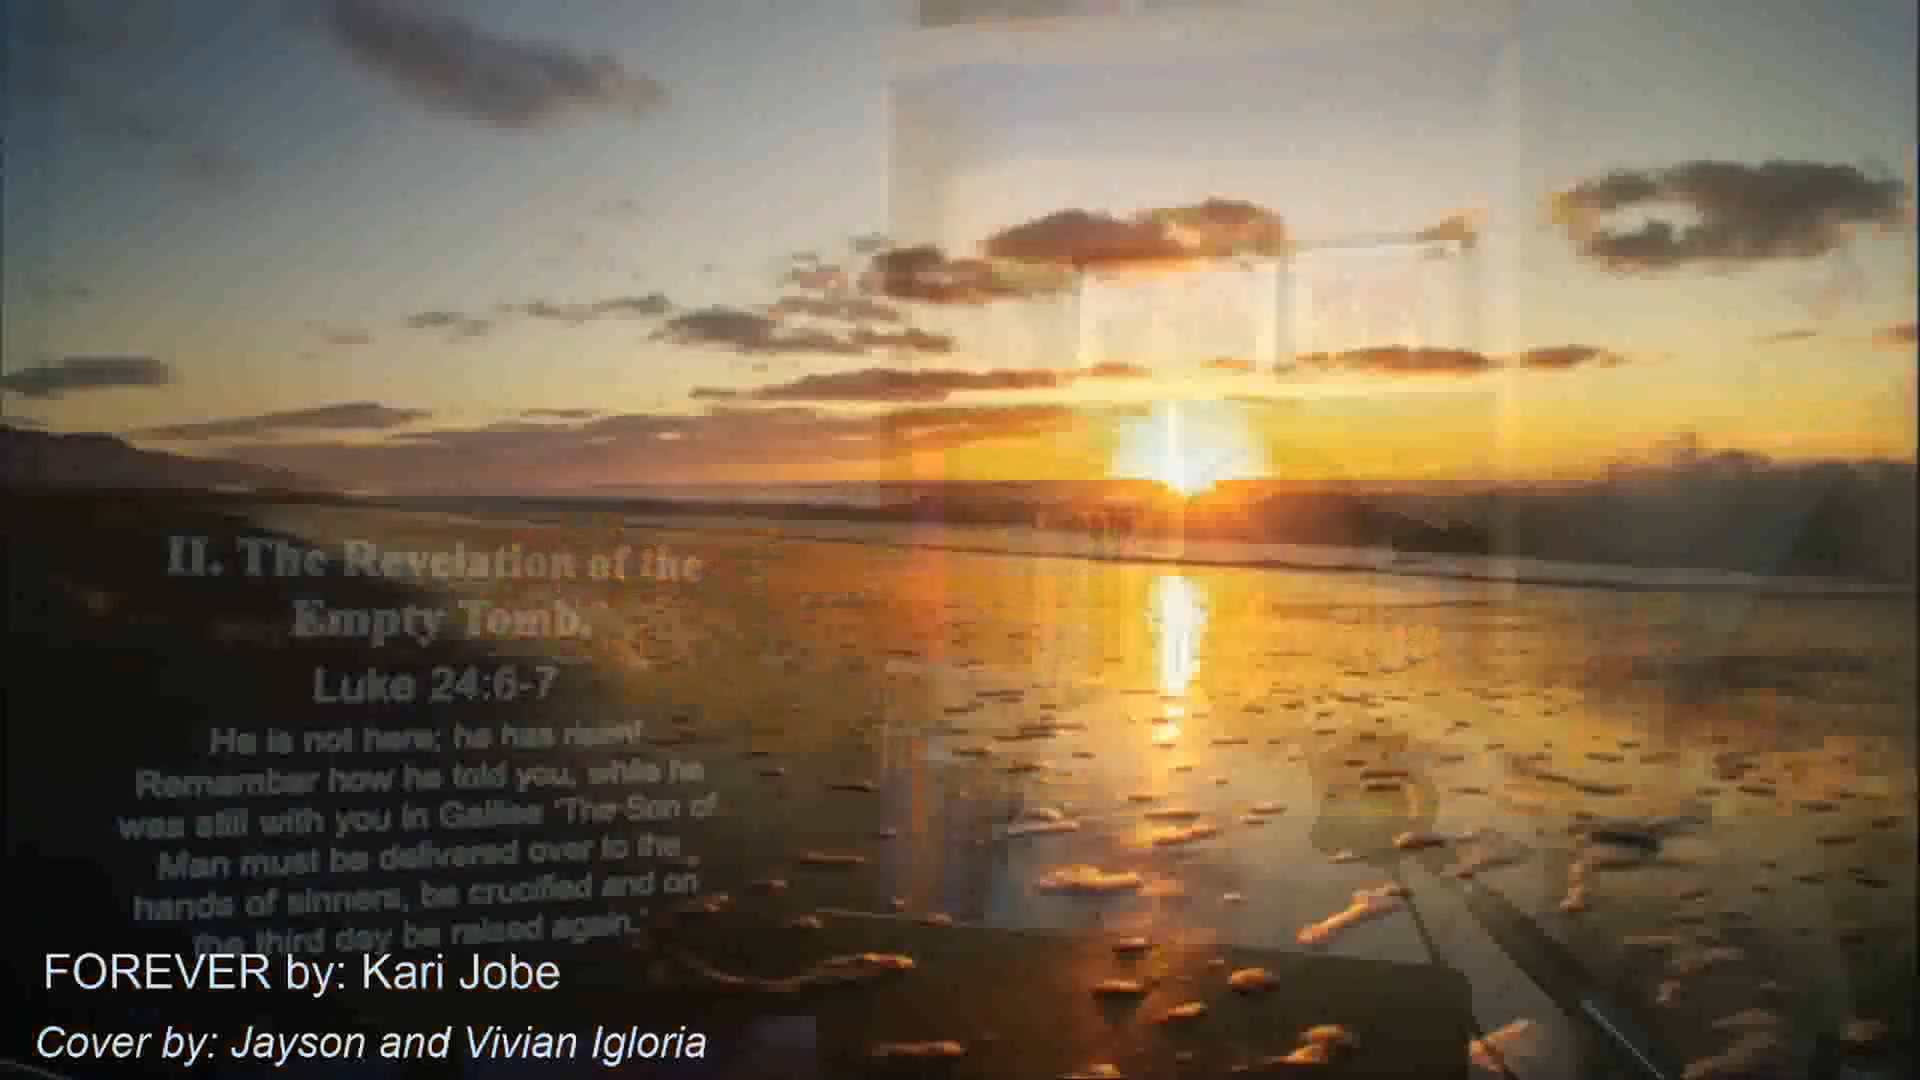 II. The Revelation of the
Empty Tomb."
Luke 24:6-7
He is not here; he has risen!
Remember how he told you, while he
was still with you in Galilee 'The Son of
Man must be delivered over to the
hands of sinners, be crucified and on
the third day be raised again.'
FOREVER by: Kari Jobe
Cover by: Jayson and Vivian Igloria